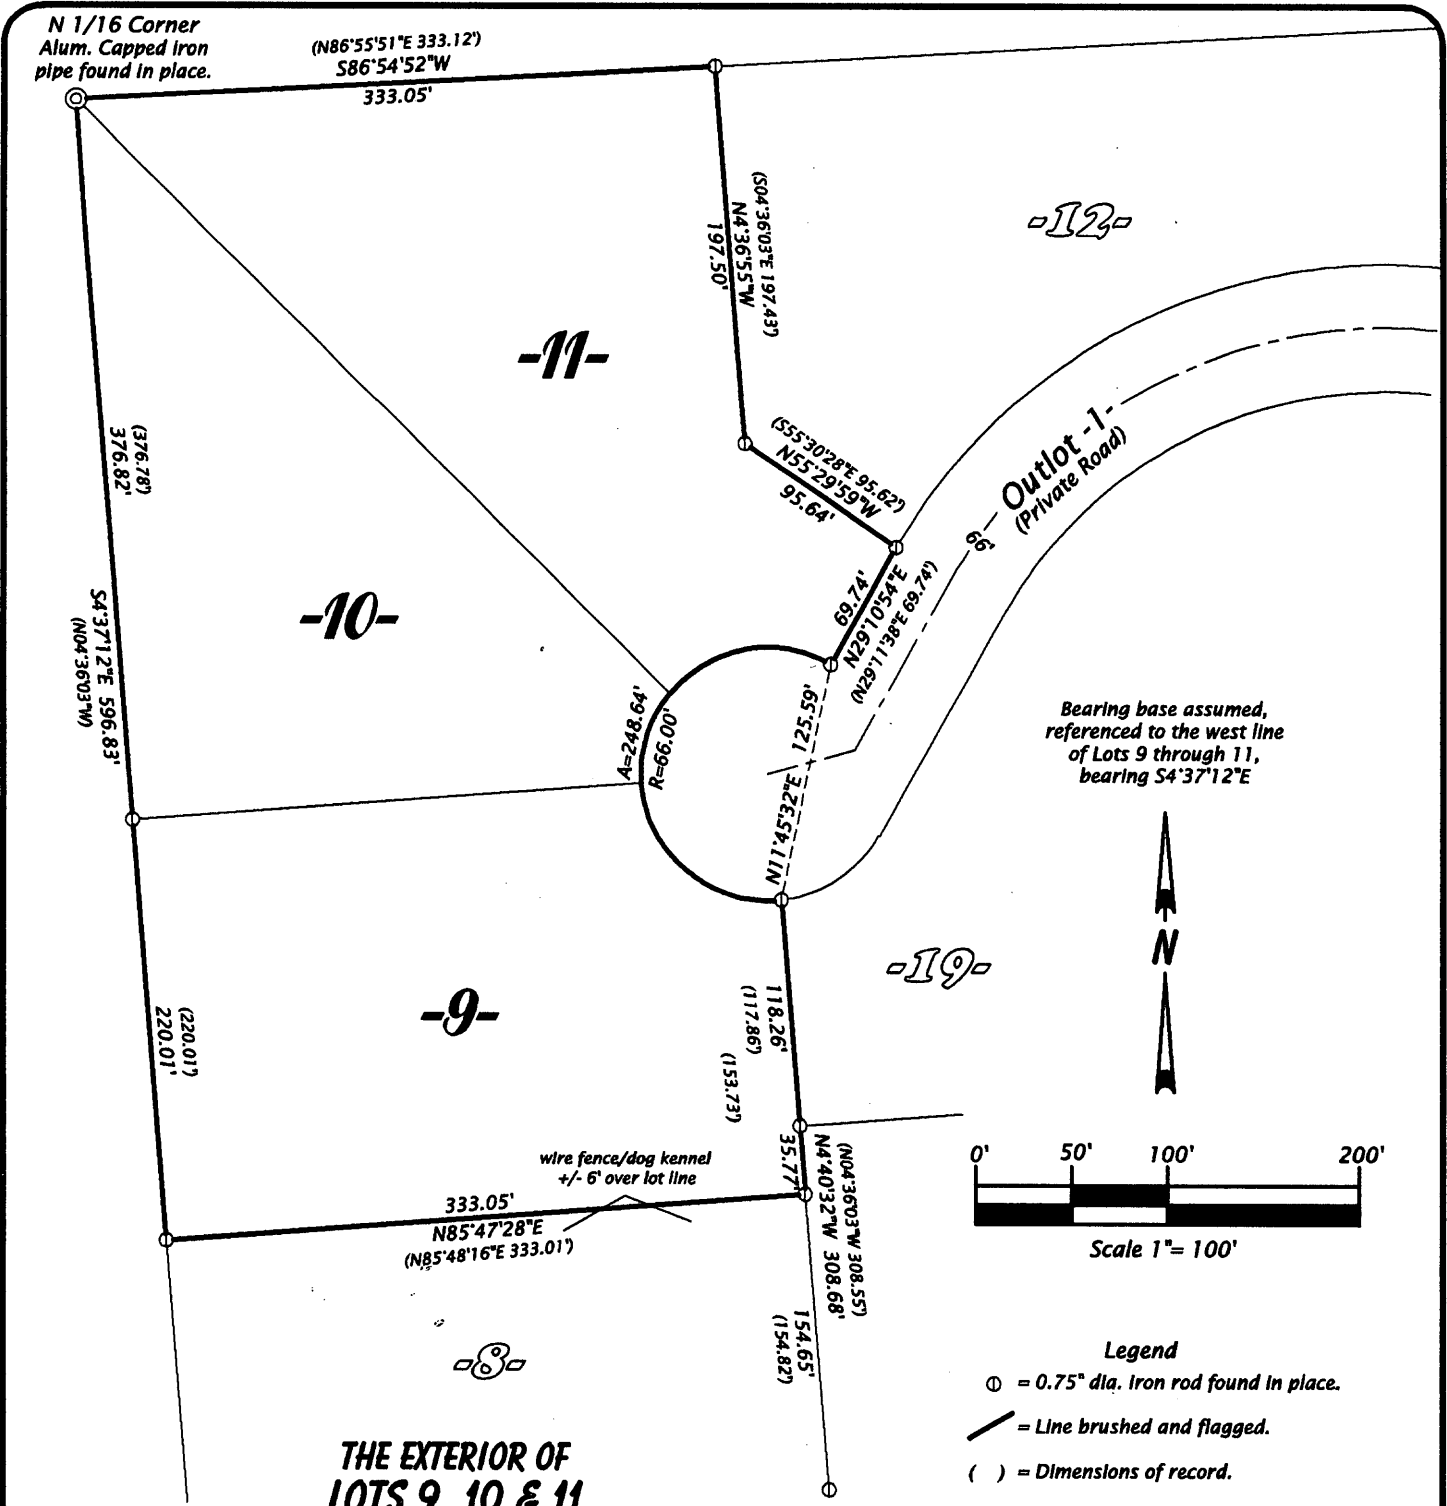 N 1/16 Corner
Alum. Capped iron
pipe found in place.
(N86°55'51"E 333.12')
S86°54'52"W
333.05'
(S04°36'03"E 197.43')
N4°36'55"W
197.50'
-12-
-11-
(S55°30'28"E 95.62')
N55°29'59"W
95.64'
Outlot -1-
(Private Road)
66'
(376.78')
376.82'
69.74'
N29°10'54"E
(N29°11'38"E 69.74')
-10-
S4°37'12"E 596.83'
(N04°36'03"W)
A=248.64'
R=66.00'
N11°45'32"E 125.59'
Bearing base assumed,
referenced to the west line
of Lots 9 through 11,
bearing S4°37'12"E
N
-19-
-9-
118.26'
(117.86')
(153.73')
(220.01')
220.01'
35.77'
(N04°36'03"W 308.55')
N4°40'32"W 308.68'
wire fence/dog kennel
+/- 6' over lot line
333.05'
N85°47'28"E
(N85°48'16"E 333.01')
0' 50' 100' 200'
Scale 1"= 100'
154.65'
(154.82')
-8-
Legend
= 0.75" dia. iron rod found in place.
= Line brushed and flagged.
( ) = Dimensions of record.
THE EXTERIOR OF
LOTS 9, 10 & 11